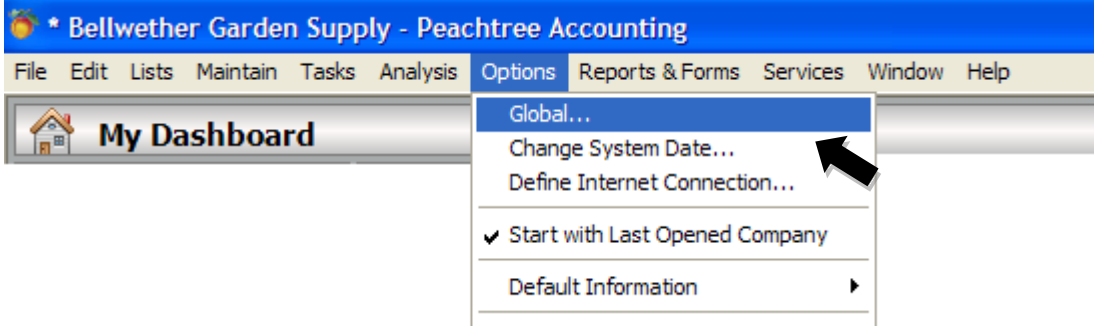 * Bellwether Garden Supply - Peachtree Accounting
File Edit Lists Maintain Tasks Analysis Options Reports & Forms Services Window Help
My Dashboard
Global...
Change System Date...
Define Internet Connection...
Start with Last Opened Company
Default Information